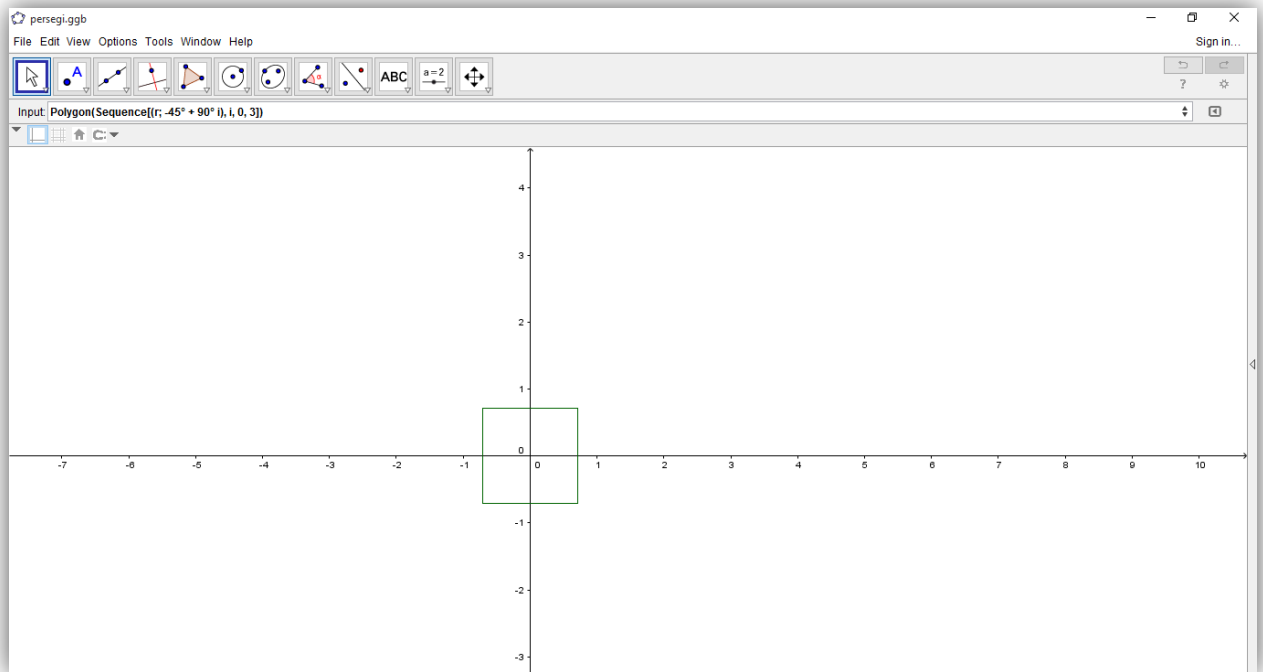 persegi.ggb
File Edit View Options Tools Window Help
Sign in...
A
α
ABC
a=2
?
Input: Polygon(Sequence[(r; -45° + 90° i), i, 0, 3])
4
3
2
1
0
-7 -6 -5 -4 -3 -2 -1 0 1 2 3 4 5 6 7 8 9 10
-1
-2
-3